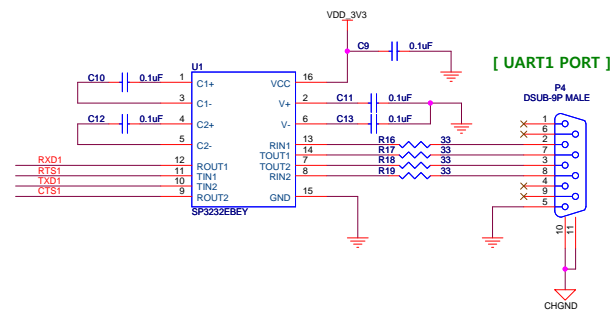 VDD_3V3
C9 0.1uF
[ UART1 PORT ]
U1
P4
DSUB-9P MALE
C10 0.1uF 1 C1+ VCC 16
3 C1- V+ 2 C11 0.1uF
C12 0.1uF 4 C2+ V- 6 C13 0.1uF
5 C2-
RIN1 13 R16 33
TOUT1 14 R17 33
RXD1 12 ROUT1 TOUT2 7 R18 33
RTS1 11 TIN1 RIN2 8 R19 33
TXD1 10 TIN2
CTS1 9 ROUT2 GND 15
SP3232EBEY
1
6
2
7
3
8
4
9
5
10
11
CHGND